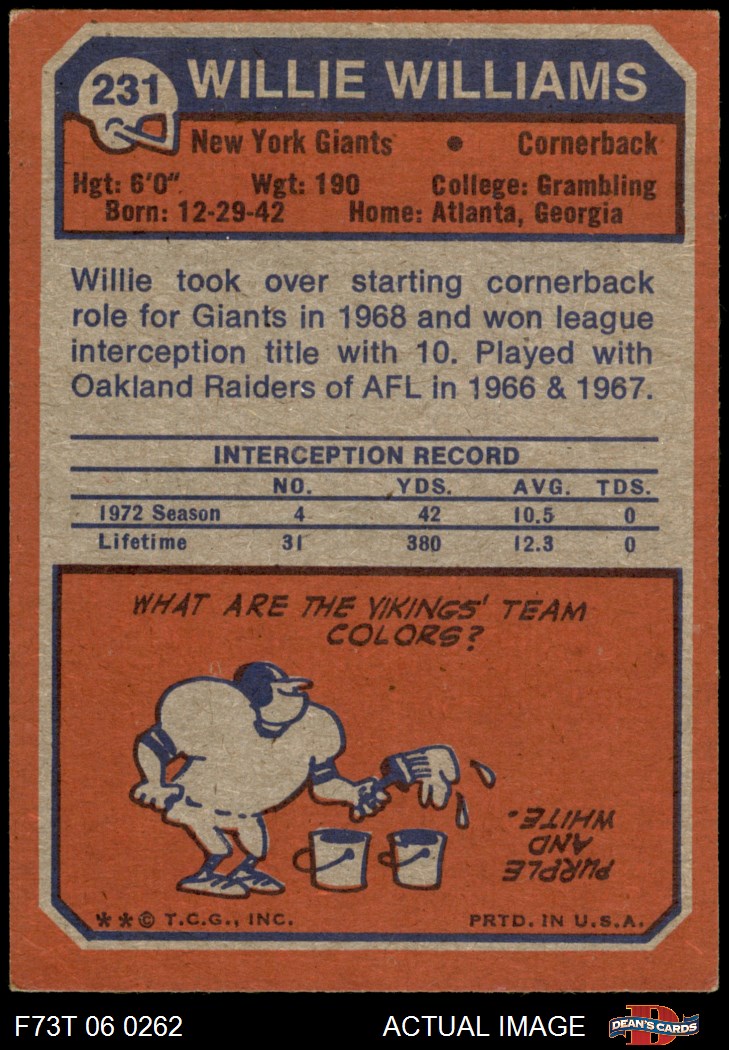 231
WILLIE WILLIAMS
New York Giants • Cornerback
Hgt: 6'0" Wgt: 190 College: Grambling
Born: 12-29-42 Home: Atlanta, Georgia
Willie took over starting cornerback
role for Giants in 1968 and won league
interception title with 10. Played with
Oakland Raiders of AFL in 1966 & 1967.
INTERCEPTION RECORD
NO. YDS. AVG. TDS.
1972 Season 4 42 10.5 0
Lifetime 31 380 12.3 0
WHAT ARE THE VIKINGS' TEAM
COLORS?
PURPLE
AND
WHITE.
**© T.C.G., INC. PRTD. IN U.S.A.
F73T 06 0262 ACTUAL IMAGE
D
DEAN'S CARDS